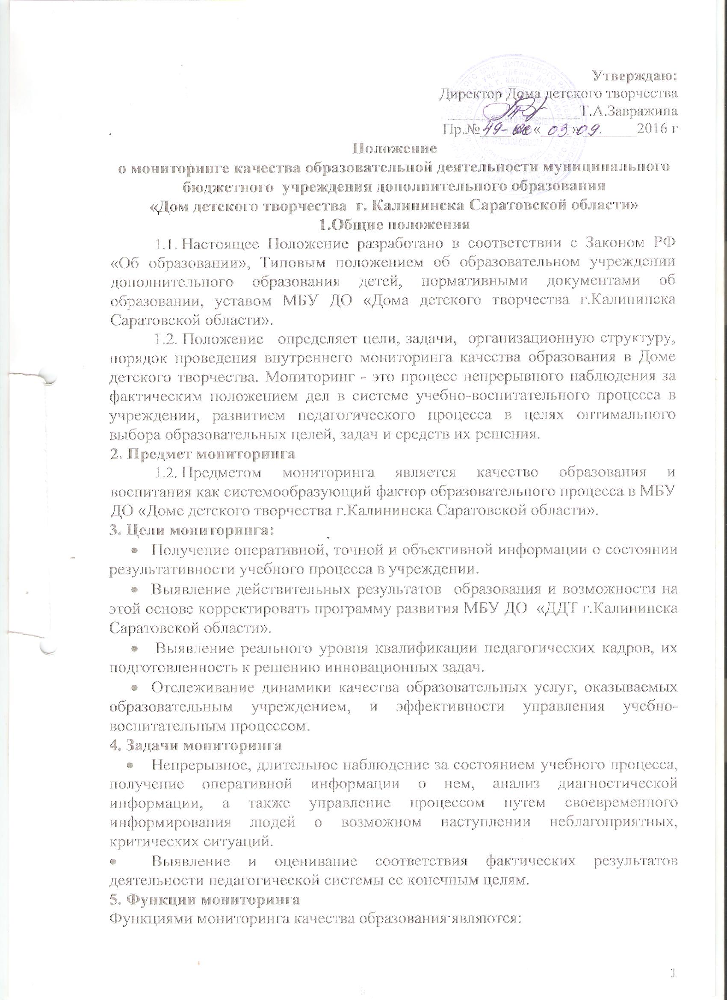 Утверждаю:
Директор Дома детского творчества
Т.А.Завражина
Пр.№ 49- « 03 » 09. 2016 г
Положение
о мониторинге качества образовательной деятельности муниципального
бюджетного учреждения дополнительного образования
«Дом детского творчества г. Калининска Саратовской области»
1.Общие положения
1.1. Настоящее Положение разработано в соответствии с Законом РФ
«Об образовании», Типовым положением об образовательном учреждении
дополнительного образования детей, нормативными документами об
образовании, уставом МБУ ДО «Дома детского творчества г.Калининска
Саратовской области».
1.2. Положение определяет цели, задачи, организационную структуру,
порядок проведения внутреннего мониторинга качества образования в Доме
детского творчества. Мониторинг - это процесс непрерывного наблюдения за
фактическим положением дел в системе учебно-воспитательного процесса в
учреждении, развитием педагогического процесса в целях оптимального
выбора образовательных целей, задач и средств их решения.
2. Предмет мониторинга
1.2. Предметом мониторинга является качество образования и
воспитания как системообразующий фактор образовательного процесса в МБУ
ДО «Доме детского творчества г.Калининска Саратовской области».
3. Цели мониторинга:
• Получение оперативной, точной и объективной информации о состоянии
результативности учебного процесса в учреждении.
• Выявление действительных результатов образования и возможности на
этой основе корректировать программу развития МБУ ДО «ДДТ г.Калининска
Саратовской области».
• Выявление реального уровня квалификации педагогических кадров, их
подготовленность к решению инновационных задач.
• Отслеживание динамики качества образовательных услуг, оказываемых
образовательным учреждением, и эффективности управления учебно-
воспитательным процессом.
4. Задачи мониторинга
• Непрерывное, длительное наблюдение за состоянием учебного процесса,
получение оперативной информации о нем, анализ диагностической
информации, а также управление процессом путем своевременного
информирования людей о возможном наступлении неблагоприятных,
критических ситуаций.
• Выявление и оценивание соответствия фактических результатов
деятельности педагогической системы ее конечным целям.
5. Функции мониторинга
Функциями мониторинга качества образования являются:
1